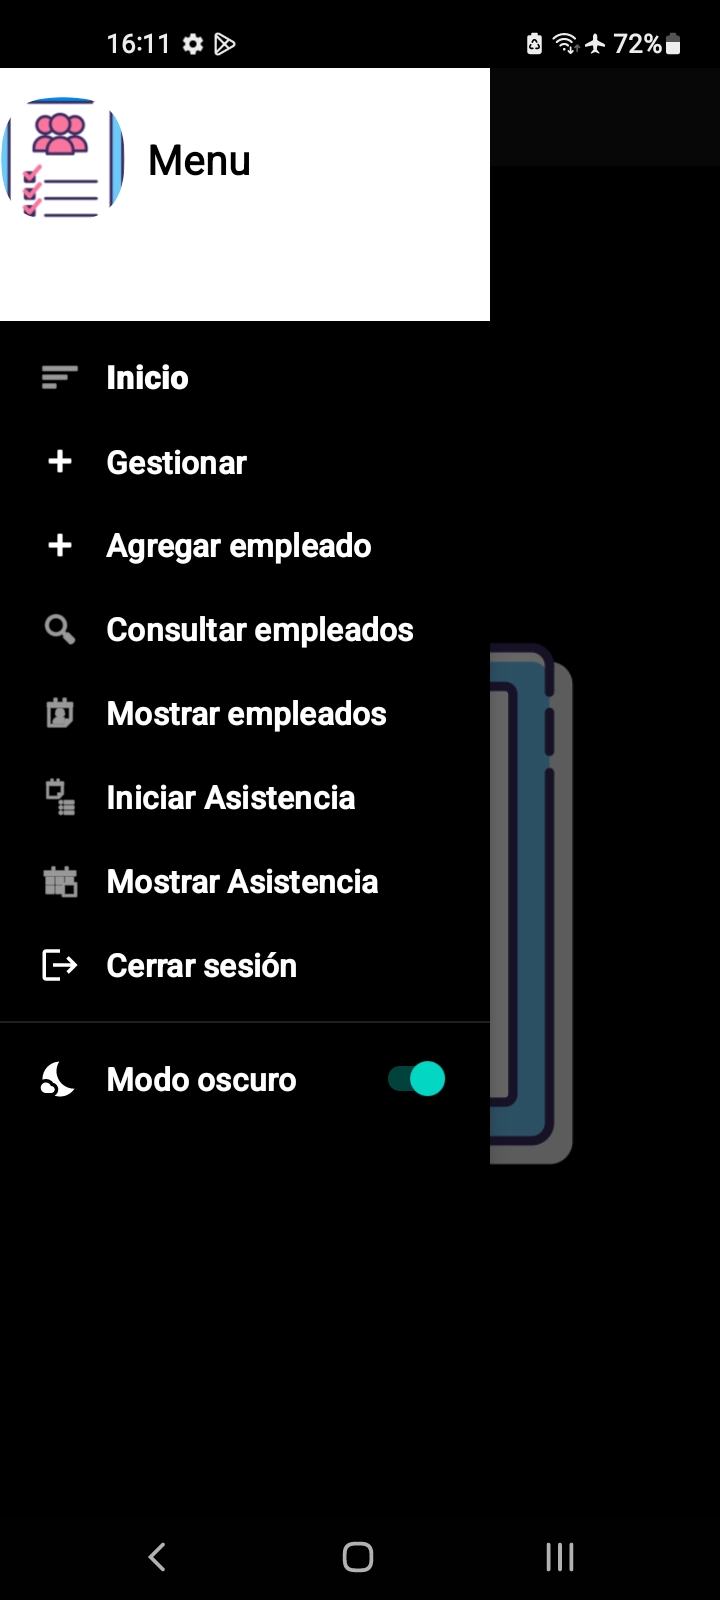 16:11
72%
Menu
Inicio
Gestionar
Agregar empleado
Consultar empleados
Mostrar empleados
Iniciar Asistencia
Mostrar Asistencia
Cerrar sesión
Modo oscuro